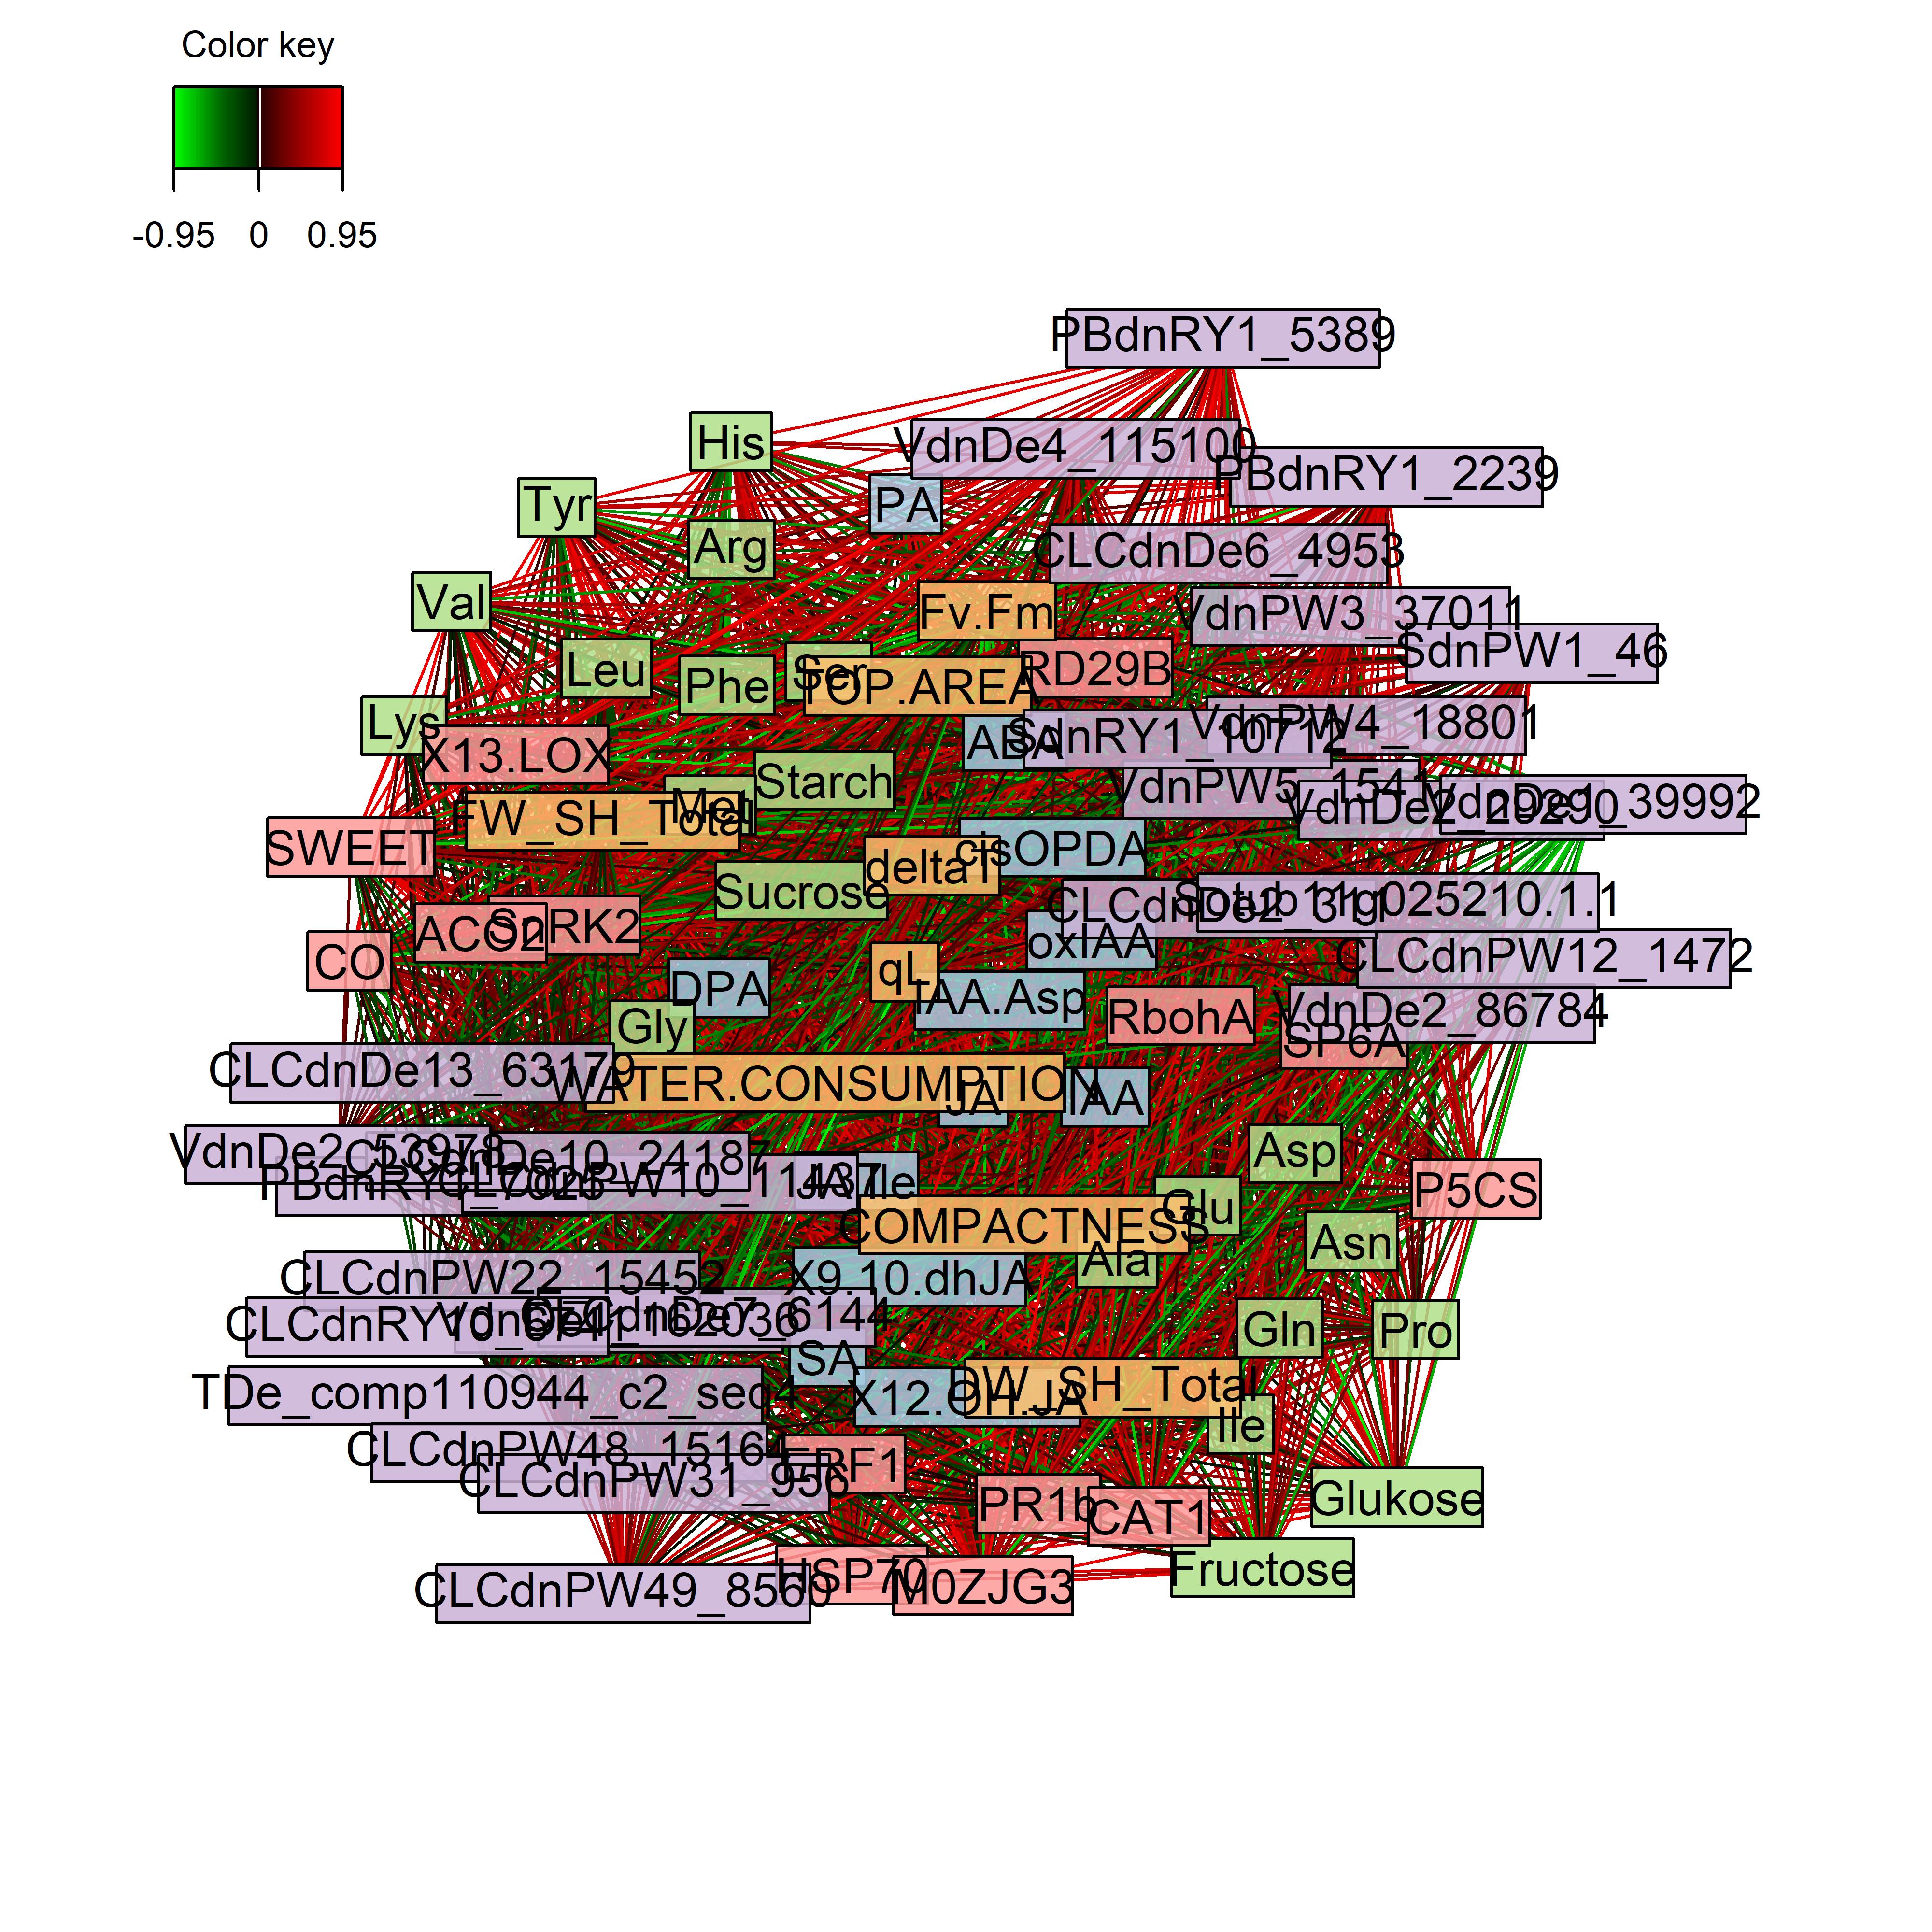 Color key
-0.95 0 0.95
PBdnRY1_5389
His
VdnDe4_115100
PBdnRY1_2239
Tyr
PA
Arg
CLCdnDe6_4953
Val
Fv.Fm
VdnPW3_37011
SdnPW1_46
Leu
Phe
Ser
TOP.AREA
RD29B
Lys
X13.LOX
ABA
SdnRY1_10712
VdnPW4_18801
Starch
Met
VdnPW5_1541
VdnDe2_29290
VdnDe1_39992
FW_SH_Total
SWEET
cisOPDA
deltaT
Sucrose
CLCdnDe2_311
Sotub11g025210.1.1
ACO2
SnRK2
oxIAA
CO
CLCdnPW12_1472
qL
DPA
IAA.Asp
RbohA
VdnDe2_86784
SP6A
Gly
CLCdnDe13_63179
WATER.CONSUMPTION
JA
IAA
VdnDe2_53978
CLCdnDe10_24187
Asp
CLCdnPW10_11437
JA.Ile
P5CS
Glu
COMPACTNESS
Asn
Ala
CLCdnPW22_15452
X9.10.dhJA
CLCdnDe7_6144
Gln
Pro
SA
TDe_comp110944_c2_seq4
X12.OH.JA
DW_SH_Total
Ile
CLCdnPW48_15164
ERF1
CLCdnPW31_956
PR1b
CAT1
Glukose
Fructose
HSP70
M0ZJG3
CLCdnPW49_8560